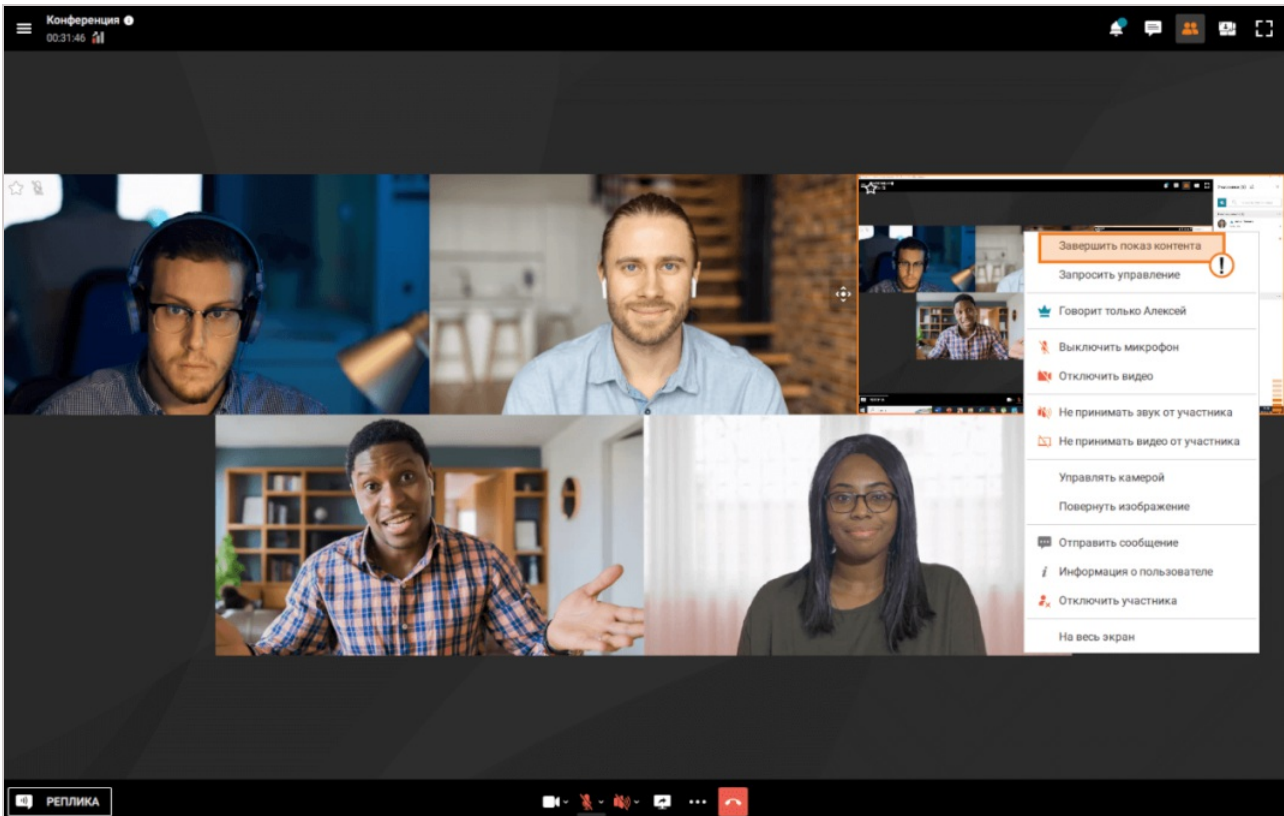 Конференция
00:31:46
Завершить показ контента
!
Запросить управление
Говорит только Алексей
Выключить микрофон
Отключить видео
Не принимать звук от участника
Не принимать видео от участника
Управлять камерой
Повернуть изображение
Отправить сообщение
Информация о пользователе
Отключить участника
На весь экран
РЕПЛИКА